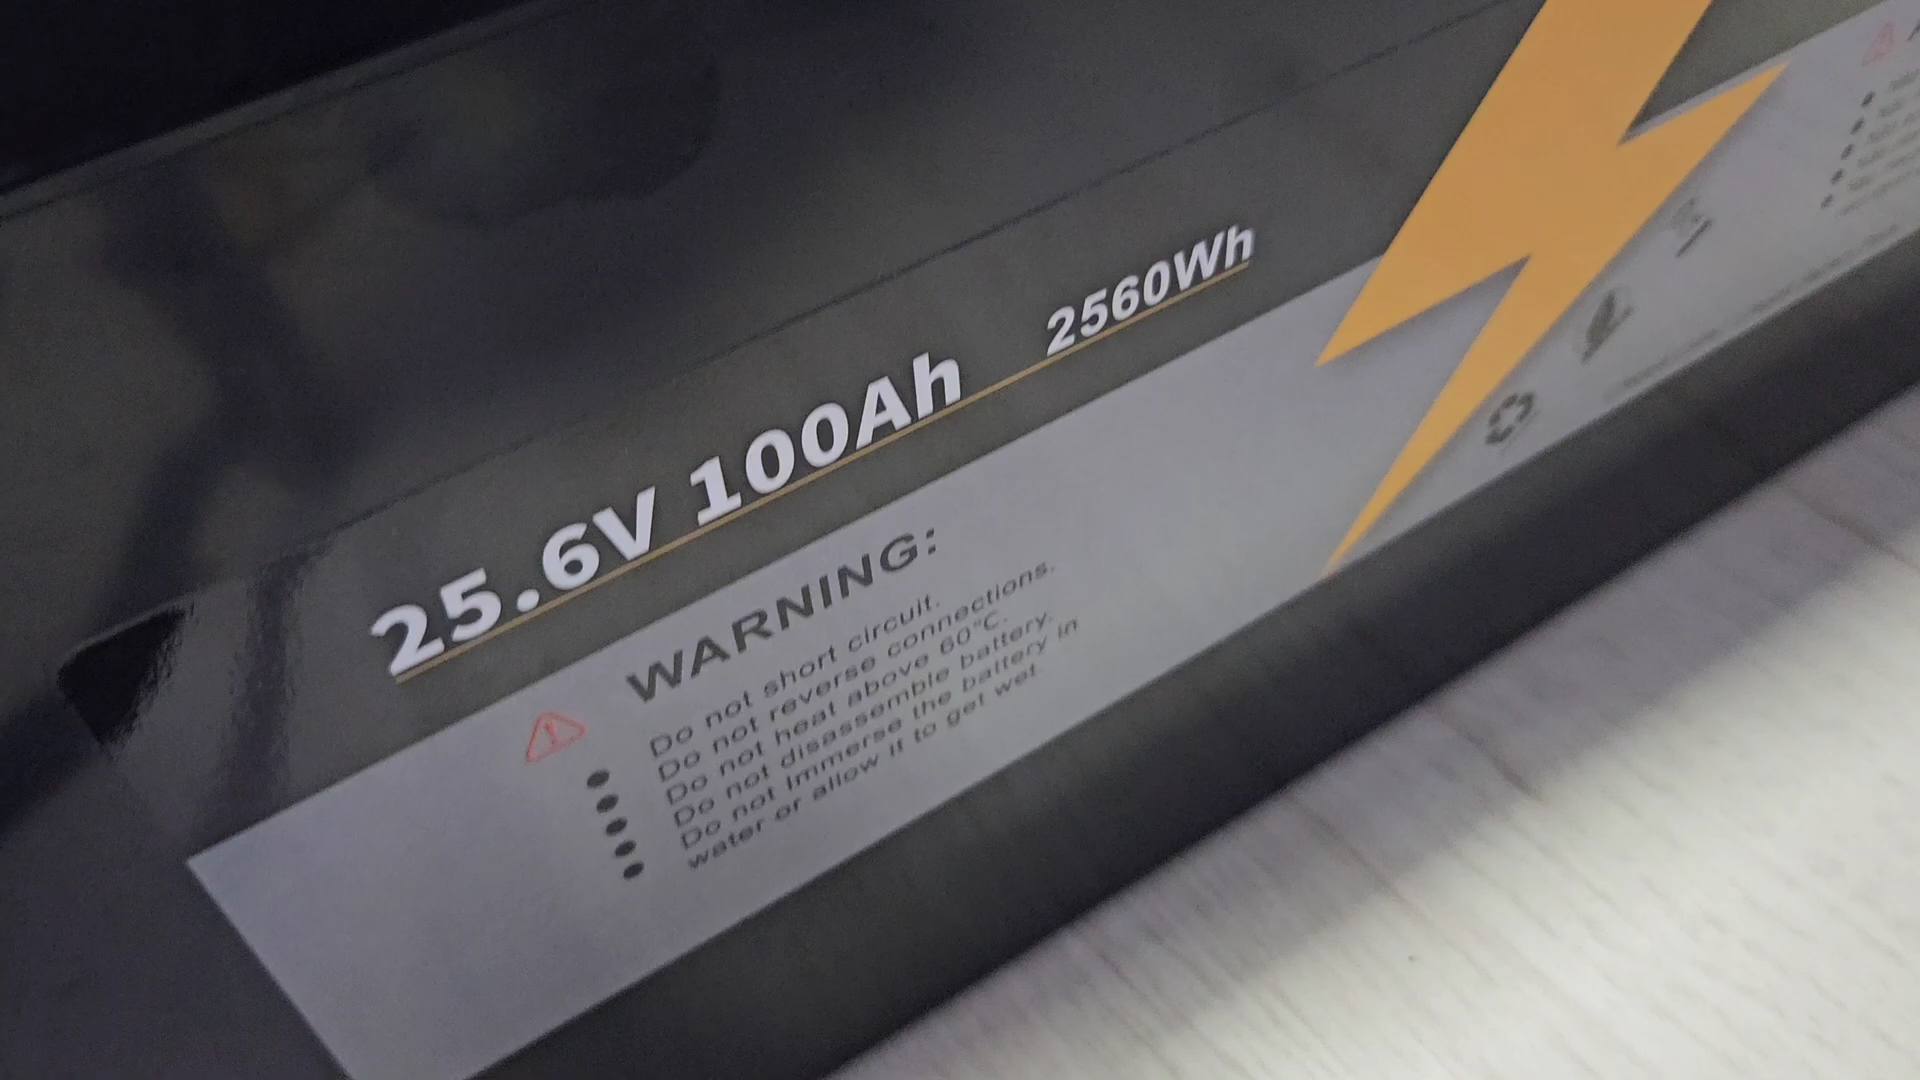 25.6V 100Ah 2560Wh
WARNING:
Do not short circuit.
Do not reverse connections.
Do not heat above 60°C.
Do not disassemble battery.
Do not Immerse the battery in
water or allow it to get wet.